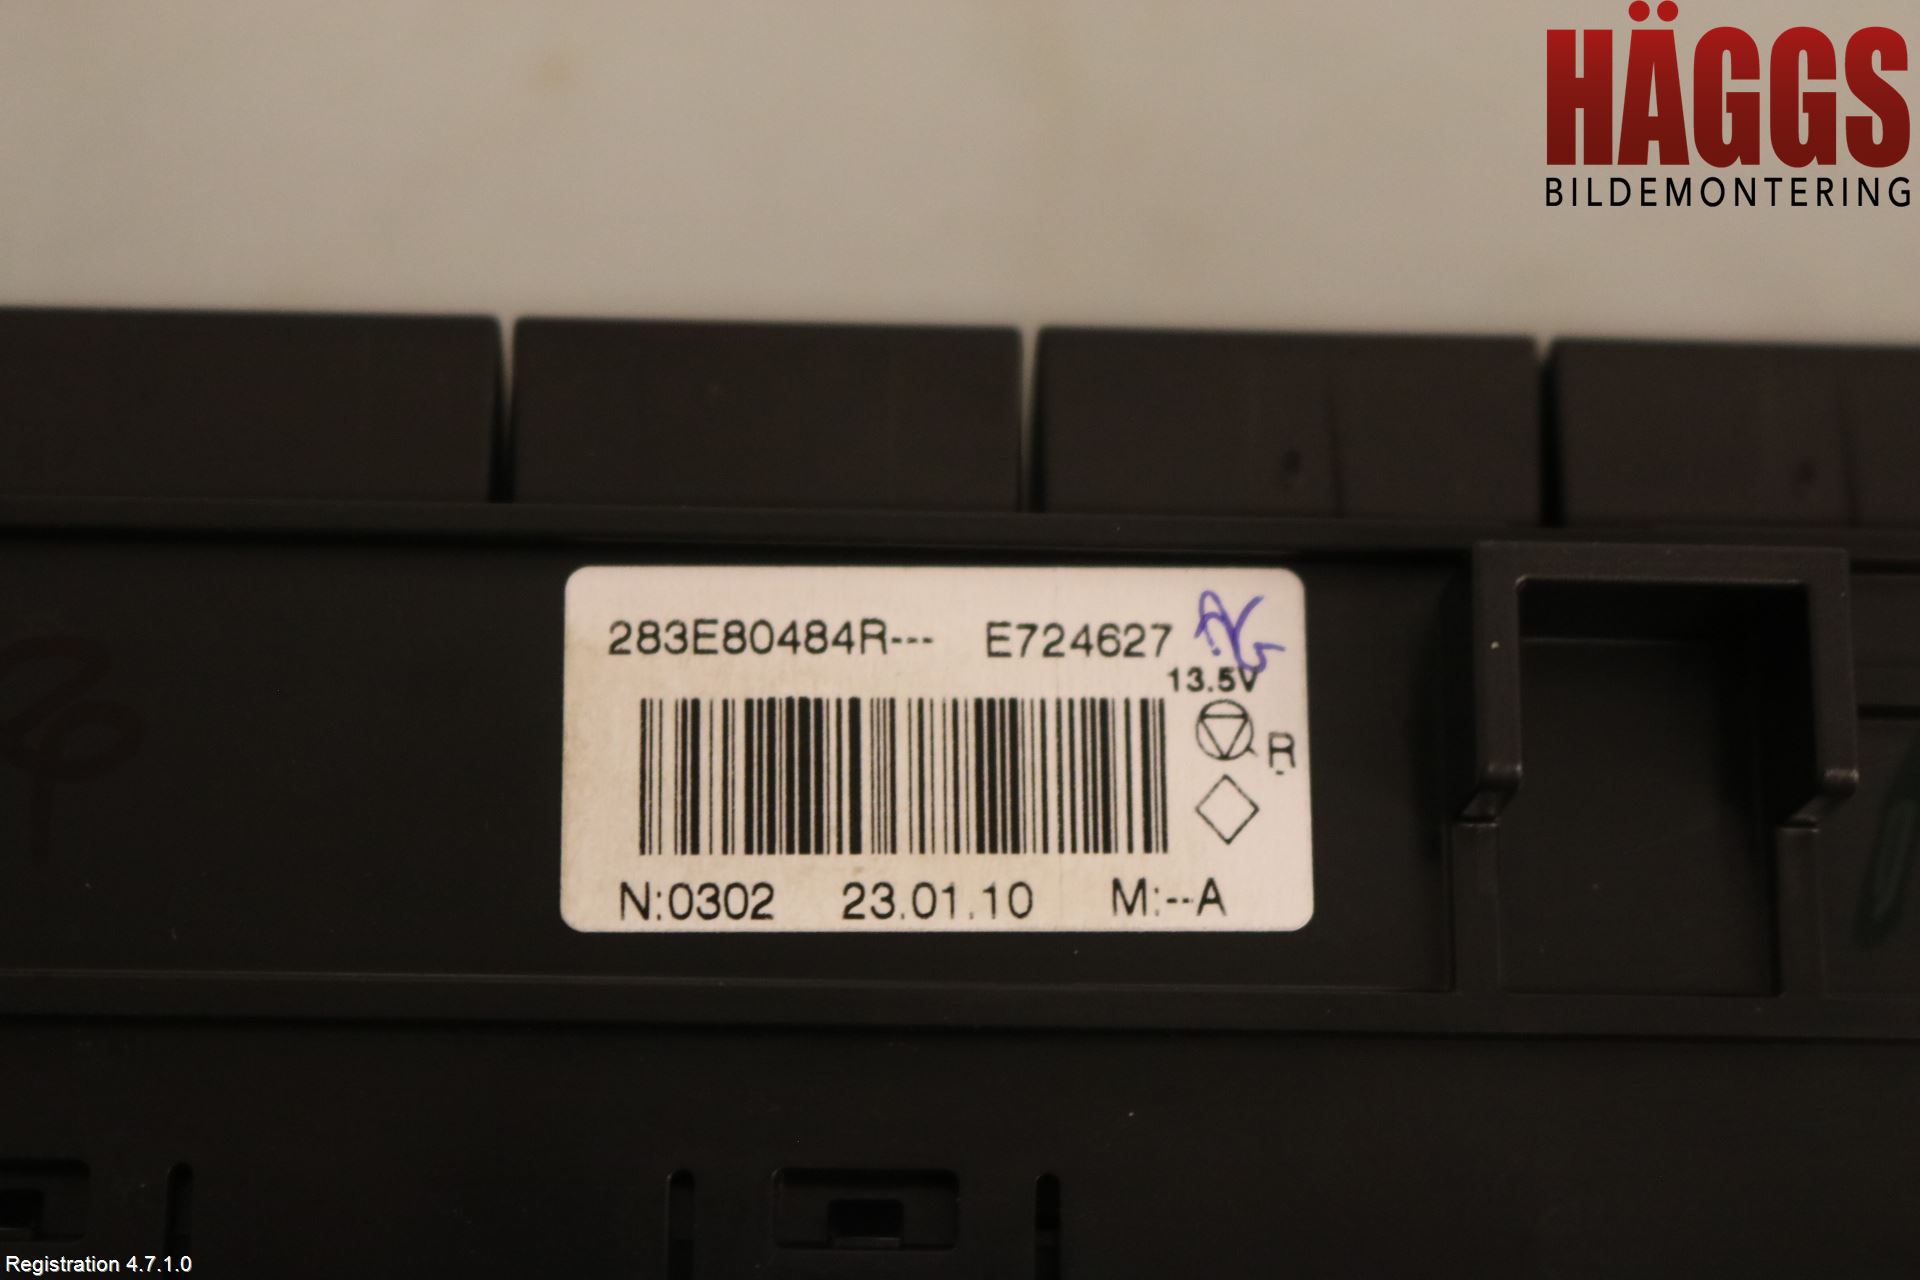 HÄGGS
BILDEMONTERING
283E80484R--- E724627
13.5V
R
N:0302 23.01.10 M:--A
Registration 4.7.1.0